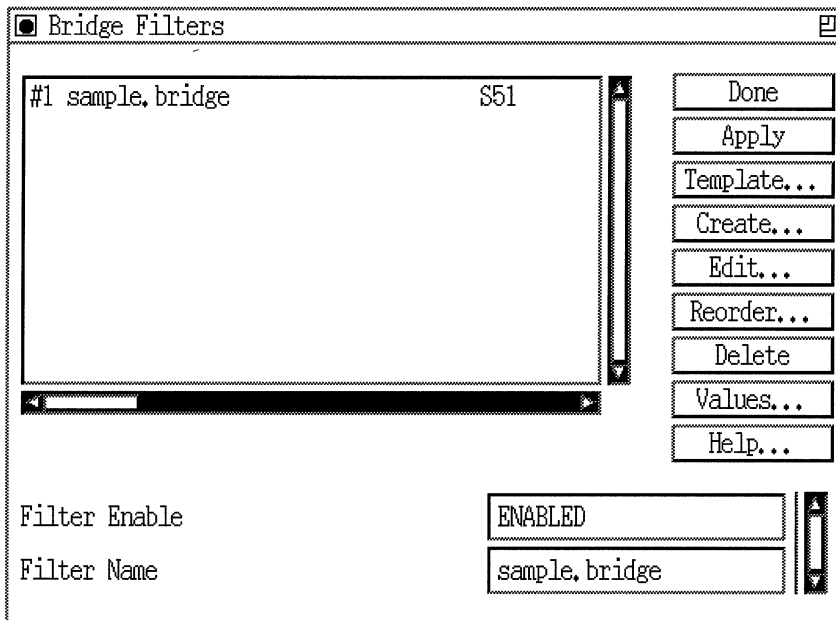 Bridge Filters
#1 sample.bridge S51
Done
Apply
Template...
Create...
Edit...
Reorder...
Delete
Values...
Help...
Filter Enable ENABLED
Filter Name sample.bridge